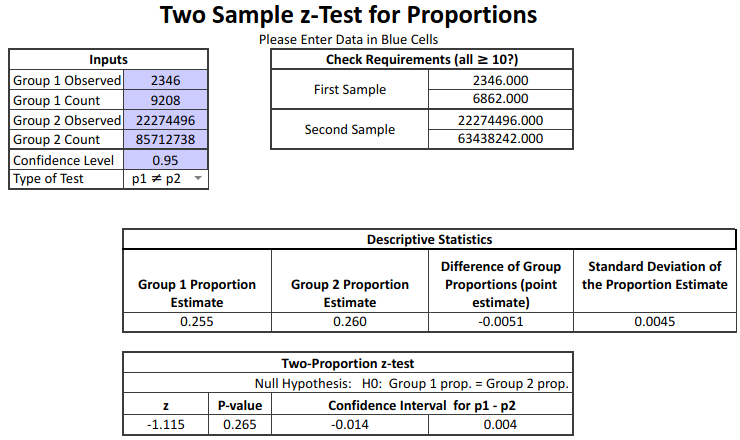 Two Sample z-Test for Proportions
Please Enter Data in Blue Cells
Inputs
Group 1 Observed 2346
Group 1 Count 9208
Group 2 Observed 22274496
Group 2 Count 85712738
Confidence Level 0.95
Type of Test p1 ≠ p2
Check Requirements (all ≥ 10?)
First Sample 2346.000
6862.000
Second Sample 22274496.000
63438242.000
Descriptive Statistics
Group 1 Proportion Estimate Group 2 Proportion Estimate Difference of Group Proportions (point estimate) Standard Deviation of the Proportion Estimate
0.255 0.260 -0.0051 0.0045
Two-Proportion z-test
Null Hypothesis: H0: Group 1 prop. = Group 2 prop.
z P-value Confidence Interval for p1 - p2
-1.115 0.265 -0.014 0.004